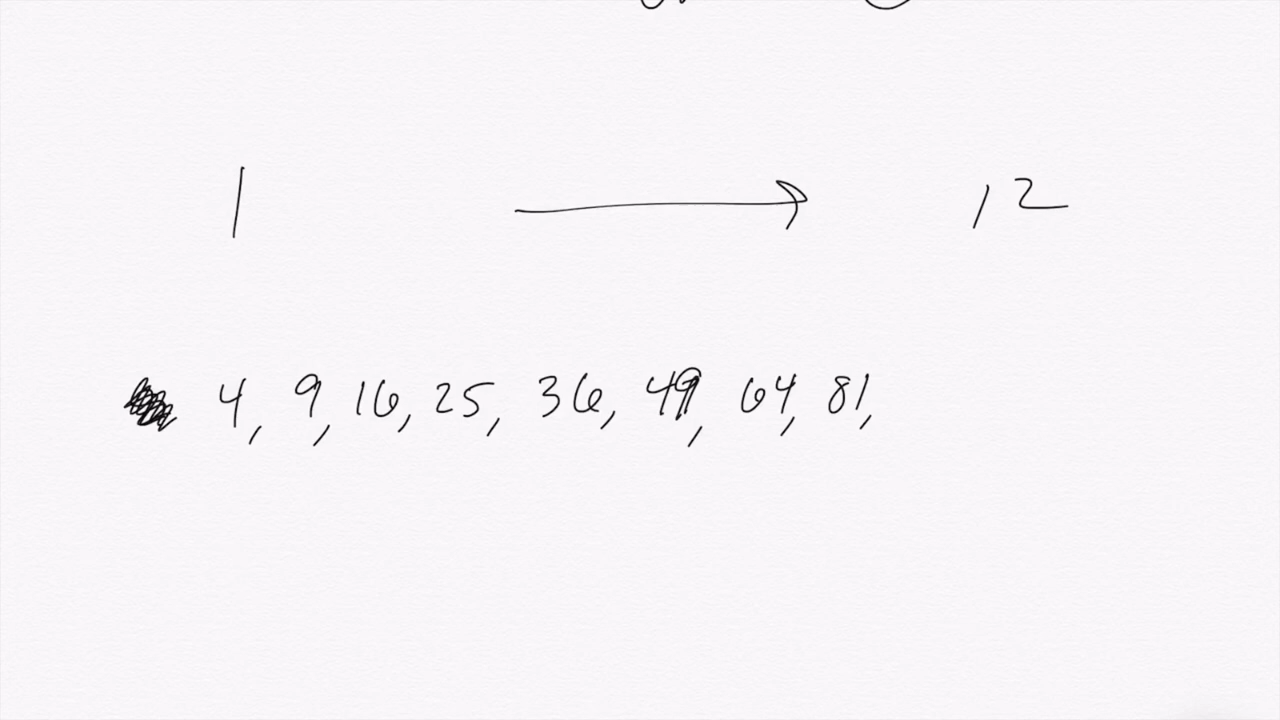 1 → 12
4, 9, 16, 25, 36, 49, 64, 81,